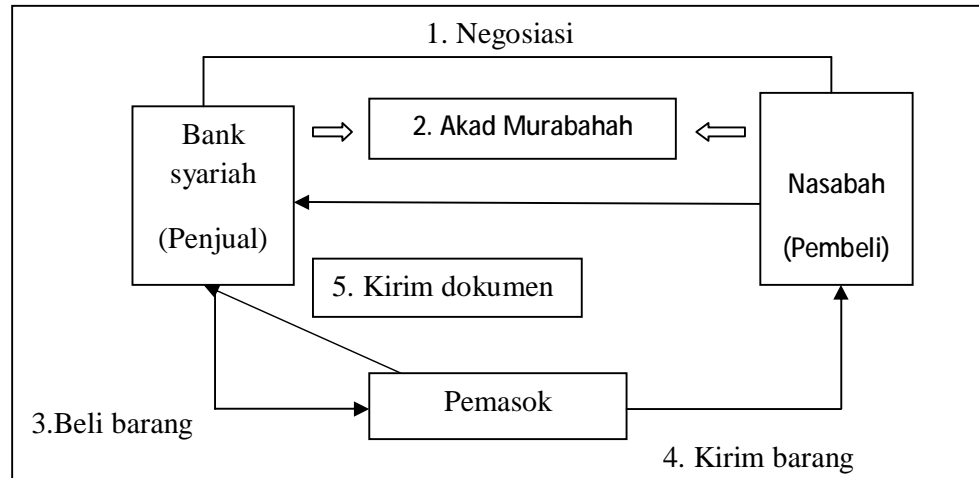 1. Negosiasi
Bank
syariah
(Penjual)
2. Akad Murabahah
Nasabah
(Pembeli)
5. Kirim dokumen
Pemasok
3.Beli barang
4. Kirim barang